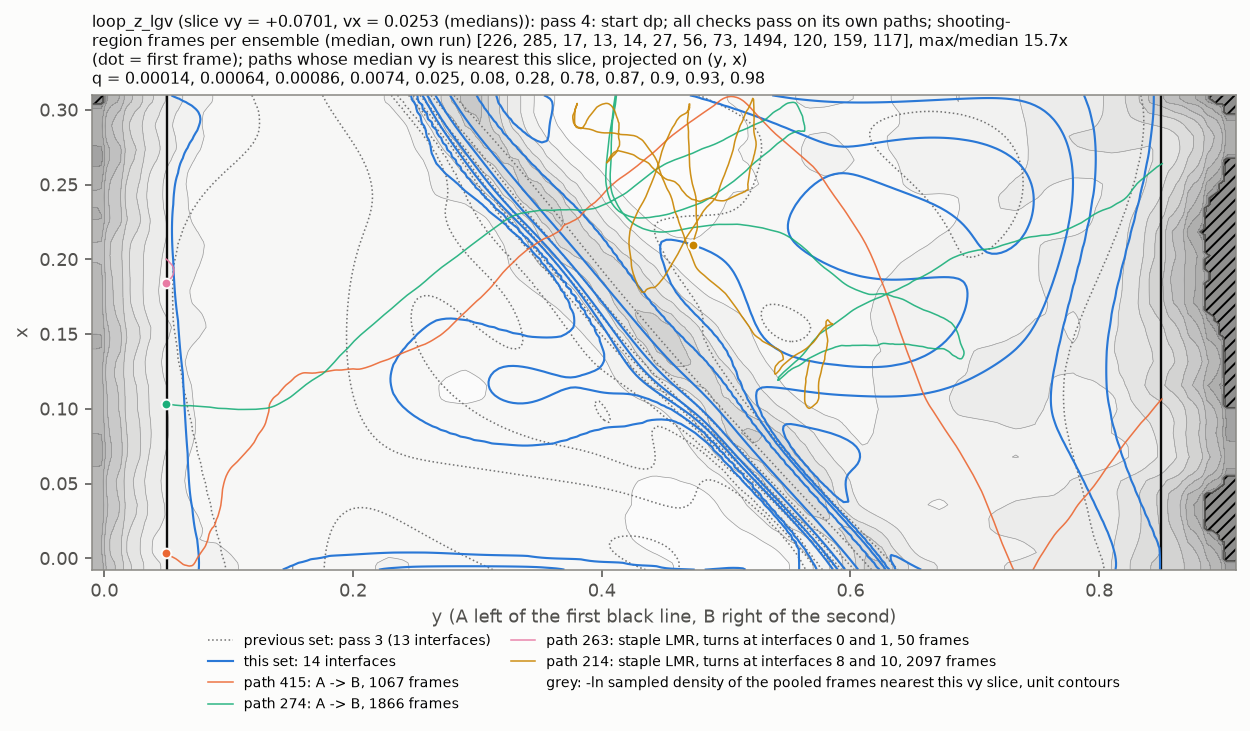 loop_z_lgv (slice vy = +0.0701, vx = 0.0253 (medians)): pass 4: start dp; all checks pass on its own paths; shooting-
region frames per ensemble (median, own run) [226, 285, 17, 13, 14, 27, 56, 73, 1494, 120, 159, 117], max/median 15.7x
(dot = first frame); paths whose median vy is nearest this slice, projected on (y, x)
q = 0.00014, 0.00064, 0.00086, 0.0074, 0.025, 0.08, 0.28, 0.78, 0.87, 0.9, 0.93, 0.98
0.30
0.25
0.20
0.15
0.10
0.05
0.00
x
0.0 0.2 0.4 0.6 0.8
y (A left of the first black line, B right of the second)
previous set: pass 3 (13 interfaces)
this set: 14 interfaces
path 415: A -> B, 1067 frames
path 274: A -> B, 1866 frames
path 263: staple LMR, turns at interfaces 0 and 1, 50 frames
path 214: staple LMR, turns at interfaces 8 and 10, 2097 frames
grey: -ln sampled density of the pooled frames nearest this vy slice, unit contours